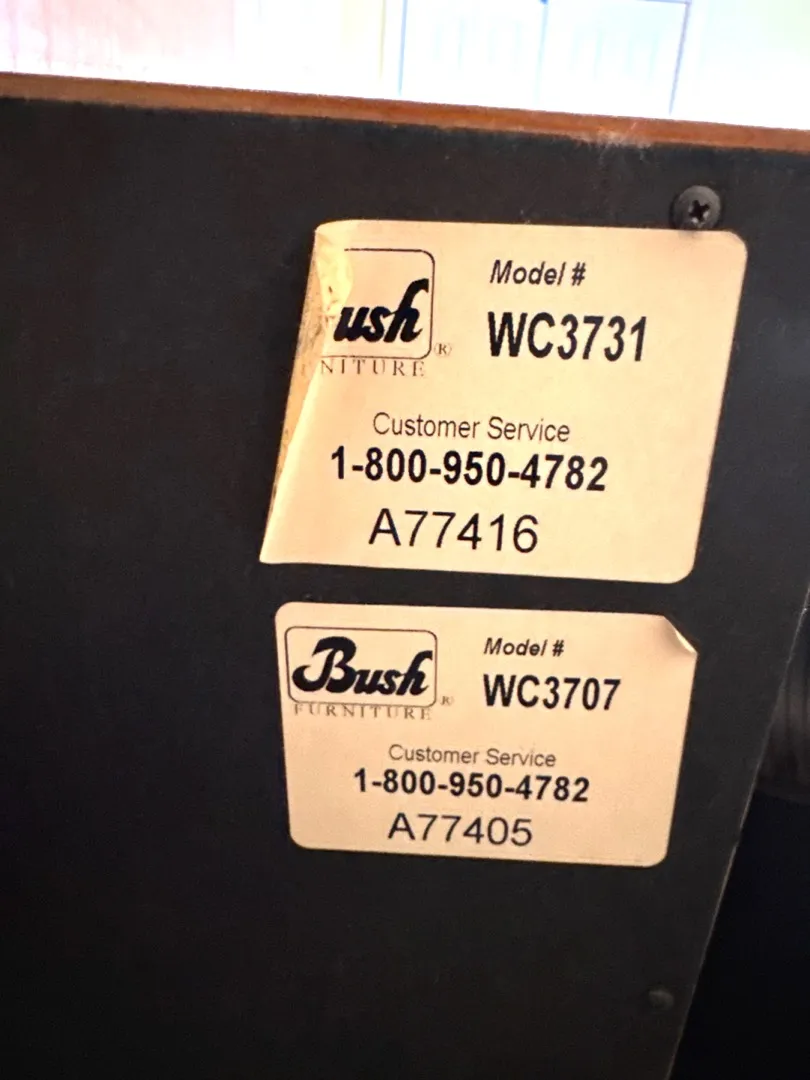 ush ®
NITURE
Model #
WC3731
Customer Service
1-800-950-4782
A77416
Bush ®
FURNITURE
Model #
WC3707
Customer Service
1-800-950-4782
A77405